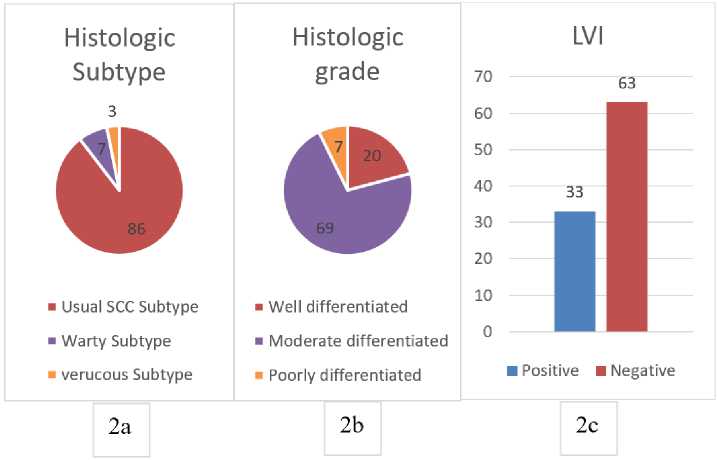 Histologic
Subtype
3
7
86
Usual SCC Subtype
Warty Subtype
verucous Subtype
2a
Histologic
grade
7
20
69
Well differentiated
Moderate differentiated
Poorly differentiated
2b
LVI
70
60
50
40
30
20
10
0
33
63
Positive Negative
2c